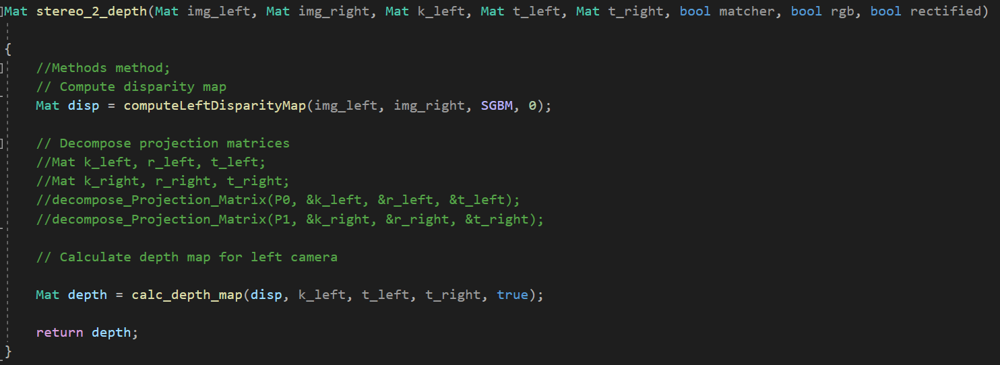 Mat stereo_2_depth(Mat img_left, Mat img_right, Mat k_left, Mat t_left, Mat t_right, bool matcher, bool rgb, bool rectified)
{
//Methods method;
// Compute disparity map
Mat disp = computeLeftDisparityMap(img_left, img_right, SGBM, 0);
// Decompose projection matrices
//Mat k_left, r_left, t_left;
//Mat k_right, r_right, t_right;
//decompose_Projection_Matrix(P0, &k_left, &r_left, &t_left);
//decompose_Projection_Matrix(P1, &k_right, &r_right, &t_right);
// Calculate depth map for left camera
Mat depth = calc_depth_map(disp, k_left, t_left, t_right, true);
return depth;
}